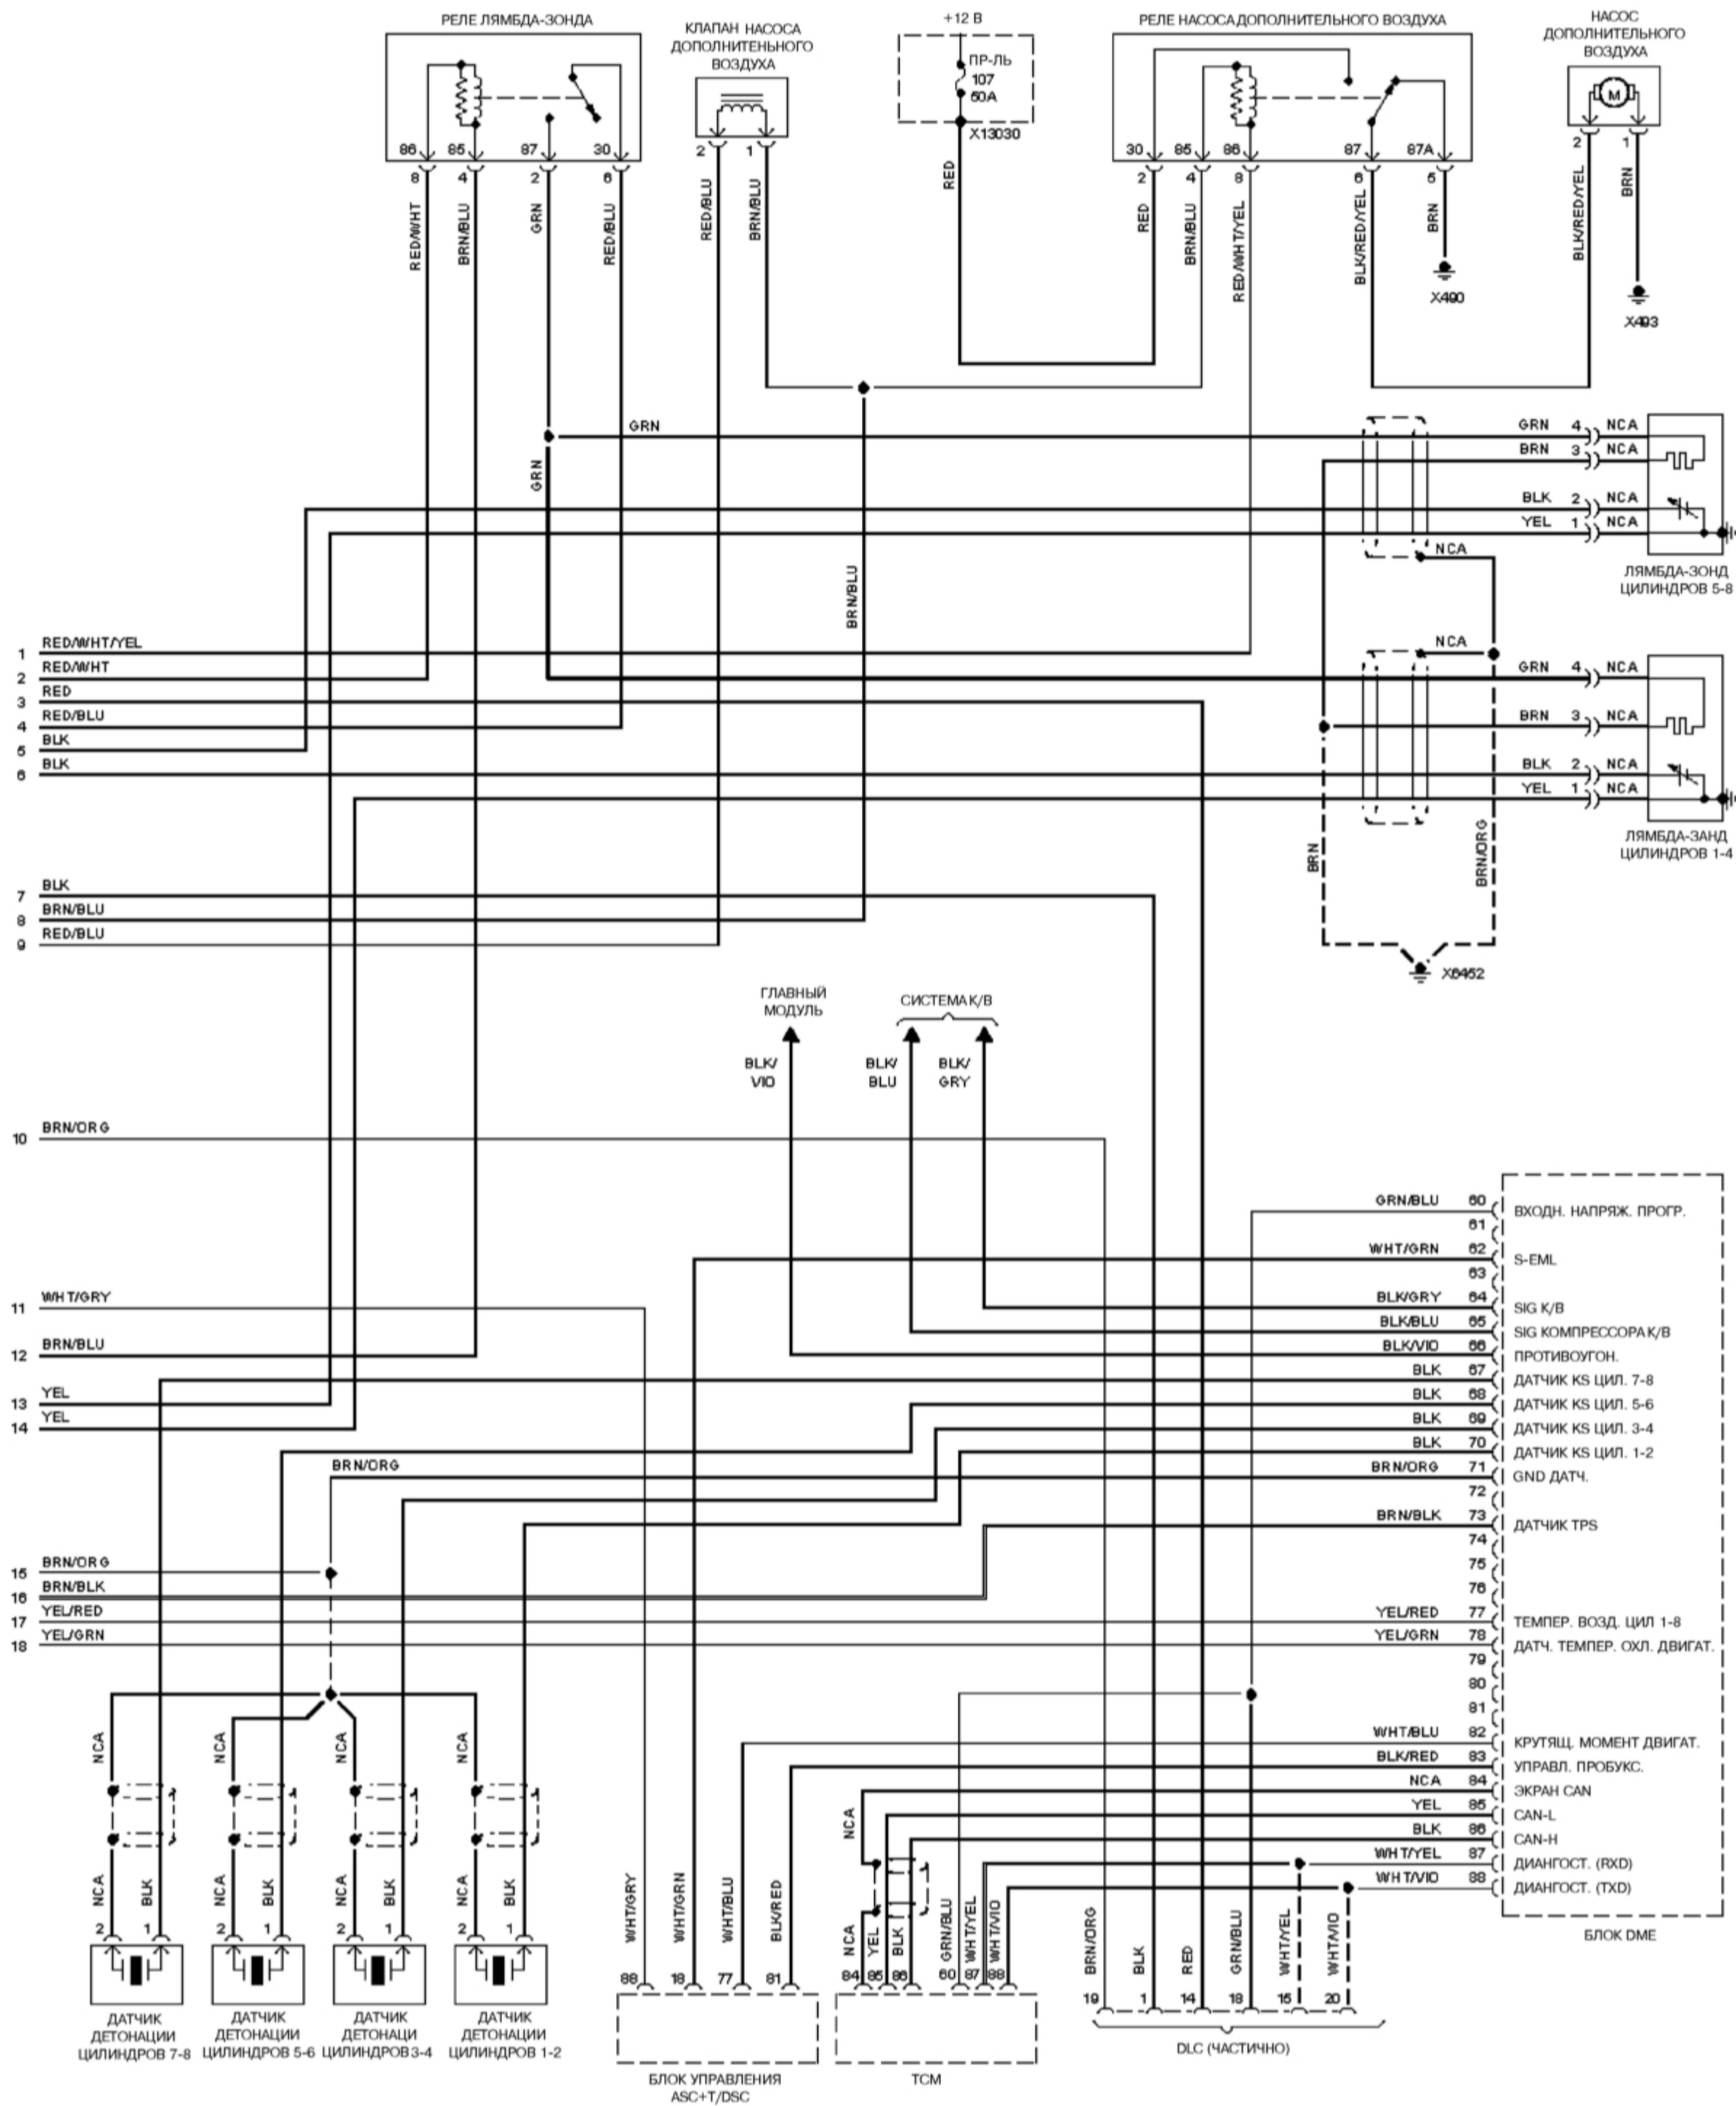 РЕЛЕ ЛЯМБДА-ЗОНДА
КЛАПАН НАСОСА
ДОПОЛНИТЕНЬНОГО
ВОЗДУХА
+12 В
ПР-ЛЬ
107
50A
X13030
РЕЛЕ НАСОСА ДОПОЛНИТЕЛЬНОГО ВОЗДУХА
НАСОС
ДОПОЛНИТЕЛЬНОГО
ВОЗДУХА
M
86 85 87 30
8 4 2 6
2 1
30 85 86 87 87A
2 4 8 6 5
2 1
RED/WHT
BRN/BLU
GRN
RED/BLU
RED/BLU
BRN/BLU
RED
RED
BRN/BLU
RED/WHT/YEL
BLK/RED/YEL
BRN
BLK/RED/YEL
BRN
X490
X493
GRN
GRN
BRN/BLU
GRN 4 NCA
BRN 3 NCA
BLK 2 NCA
YEL 1 NCA
NCA
ЛЯМБДА-ЗОНД
ЦИЛИНДРОВ 5-8
NCA
GRN 4 NCA
BRN 3 NCA
BLK 2 NCA
YEL 1 NCA
ЛЯМБДА-ЗАНД
ЦИЛИНДРОВ 1-4
BRN
BRN/ORG
X6452
1 RED/WHT/YEL
2 RED/WHT
3 RED
4 RED/BLU
5 BLK
6 BLK
7 BLK
8 BRN/BLU
9 RED/BLU
ГЛАВНЫЙ
МОДУЛЬ
СИСТЕМА К/В
BLK/
VIO
BLK/
BLU
BLK/
GRY
10 BRN/ORG
11 WHT/GRY
12 BRN/BLU
13 YEL
14 YEL
BRN/ORG
15 BRN/ORG
16 BRN/BLK
17 YEL/RED
18 YEL/GRN
GRN/BLU 60 ВХОДН. НАПРЯЖ. ПРОГР.
61
WHT/GRN 62 S-EML
63
BLK/GRY 64 SIG К/В
BLK/BLU 65 SIG КОМПРЕССОРА К/В
BLK/VIO 66 ПРОТИВОУГОН.
BLK 67 ДАТЧИК KS ЦИЛ. 7-8
BLK 68 ДАТЧИК KS ЦИЛ. 5-6
BLK 69 ДАТЧИК KS ЦИЛ. 3-4
BLK 70 ДАТЧИК KS ЦИЛ. 1-2
BRN/ORG 71 GND ДАТЧ.
72
BRN/BLK 73 ДАТЧИК TPS
74
75
76
YEL/RED 77 ТЕМПЕР. ВОЗД. ЦИЛ 1-8
YEL/GRN 78 ДАТЧ. ТЕМПЕР. ОХЛ. ДВИГАТ.
79
80
81
WHT/BLU 82 КРУТЯЩ. МОМЕНТ ДВИГАТ.
BLK/RED 83 УПРАВЛ. ПРОБУКС.
NCA 84 ЭКРАН CAN
YEL 85 CAN-L
BLK 86 CAN-H
WHT/YEL 87 ДИАНГОСТ. (RXD)
WHT/VIO 88 ДИАНГОСТ. (TXD)
БЛОК DME
NCA NCA NCA NCA
NCA BLK NCA BLK NCA BLK NCA BLK
2 1 2 1 2 1 2 1
ДАТЧИК
ДЕТОНАЦИИ
ЦИЛИНДРОВ 7-8
ДАТЧИК
ДЕТОНАЦИИ
ЦИЛИНДРОВ 5-6
ДАТЧИК
ДЕТОНАЦИ
ЦИЛИНДРОВ 3-4
ДАТЧИК
ДЕТОНАЦИИ
ЦИЛИНДРОВ 1-2
WHT/GRY WHT/GRN WHT/BLU BLK/RED
88 18 77 81
БЛОК УПРАВЛЕНИЯ
ASC+T/DSC
NCA
NCA YEL BLK GRN/BLU WHT/YEL WHT/VIO
84 85 86 60 87 88
TCM
BRN/ORG BLK RED GRN/BLU WHT/YEL WHT/VIO
19 1 14 18 15 20
DLC (ЧАСТИЧНО)